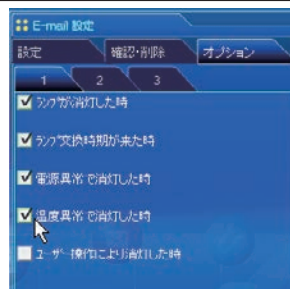 E-mail 設定
設定 確認・削除 オプション
1 2 3
ランプが消灯した時
ランプ交換時期が来た時
電源異常で消灯した時
温度異常で消灯した時
ユーザー操作により消灯した時